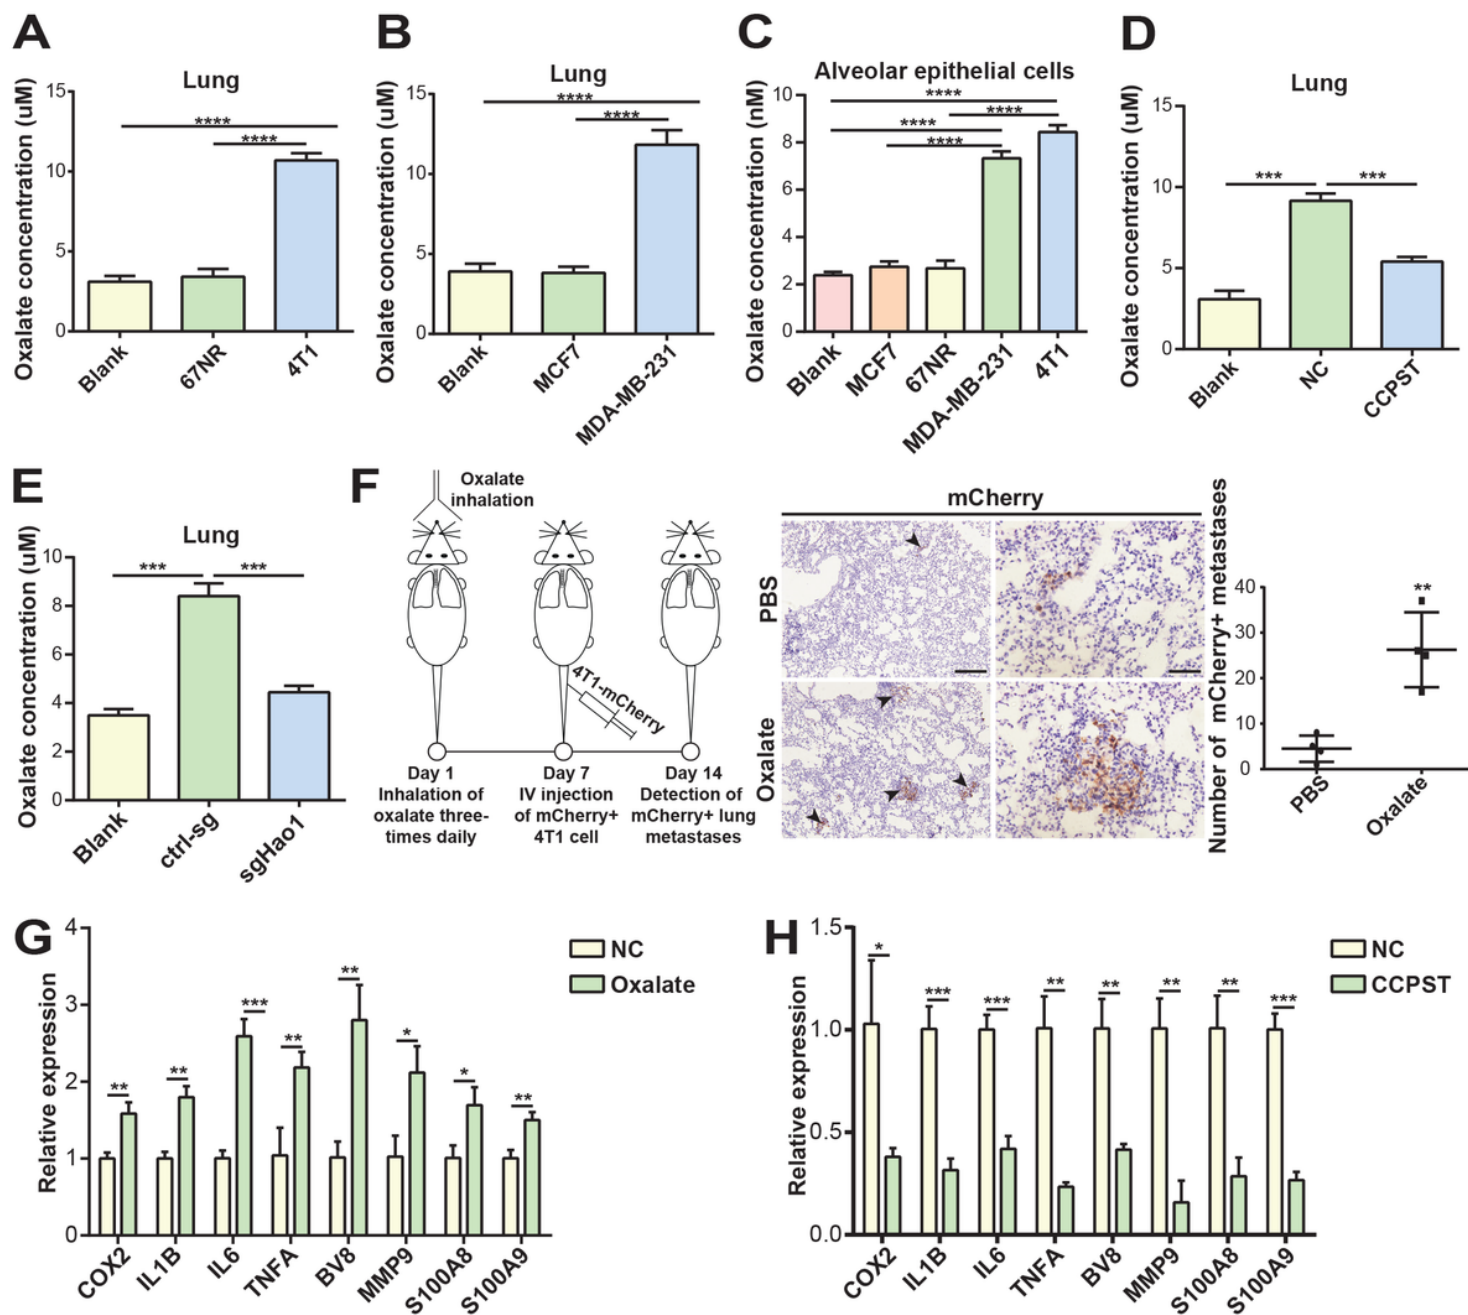 A
Lung
Oxalate concentration (uM)
15
10
5
0
****
****
Blank
67NR
4T1
B
Lung
Oxalate concentration (uM)
15
10
5
0
****
****
Blank
MCF7
MDA-MB-231
C
Alveolar epithelial cells
Oxalate concentration (nM)
10
8
6
4
2
0
****
****
****
****
Blank
MCF7
67NR
MDA-MB-231
4T1
D
Lung
Oxalate concentration (uM)
15
10
5
0
***
***
Blank
NC
CCPST
E
Lung
Oxalate concentration (uM)
10
8
6
4
2
0
***
***
Blank
ctrl-sg
sgHao1
F
Oxalate
inhalation
4T1-mCherry
Day 1
Inhalation of
oxalate three-
times daily
Day 7
IV injection
of mCherry+
4T1 cell
Day 14
Detection of
mCherry+ lung
metastases
mCherry
PBS
Oxalate
Number of mCherry+ metastases
40
30
20
10
0
**
PBS
Oxalate
G
Relative expression
4
3
2
1
0
**
**
***
**
**
*
*
**
NC
Oxalate
COX2
IL1B
IL6
TNFA
BV8
MMP9
S100A8
S100A9
H
Relative expression
1.5
1.0
0.5
0.0
*
***
***
**
**
**
**
***
NC
CCPST
COX2
IL1B
IL6
TNFA
BV8
MMP9
S100A8
S100A9